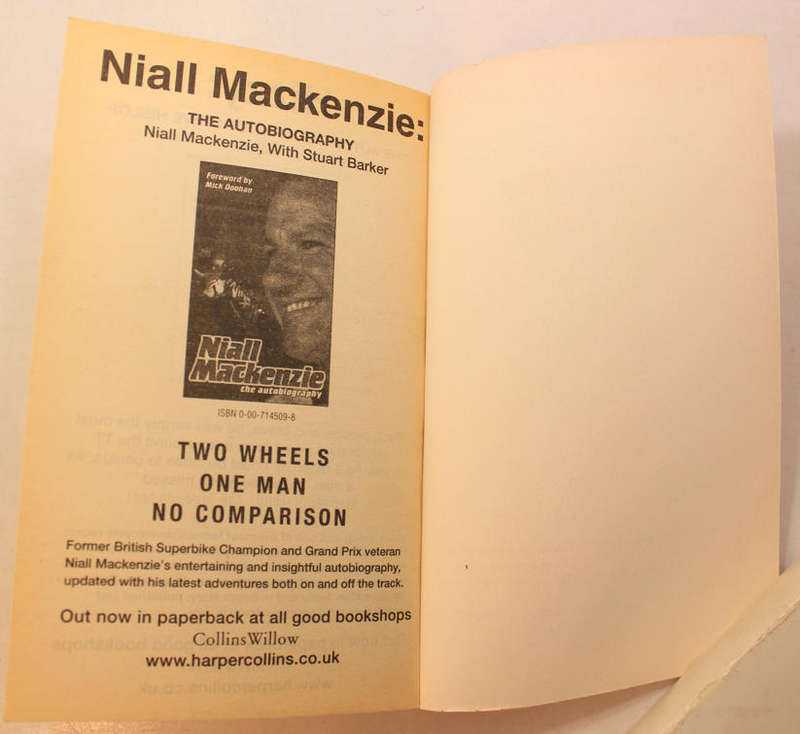 Niall Mackenzie:
THE AUTOBIOGRAPHY
Niall Mackenzie, With Stuart Barker
Foreword by
Mick Doohan
Niall
Mackenzie
the autobiography
ISBN 0-00-714509-8
TWO WHEELS
ONE MAN
NO COMPARISON
Former British Superbike Champion and Grand Prix veteran
Niall Mackenzie's entertaining and insightful autobiography,
updated with his latest adventures both on and off the track.
Out now in paperback at all good bookshops
CollinsWillow
www.harpercollins.co.uk